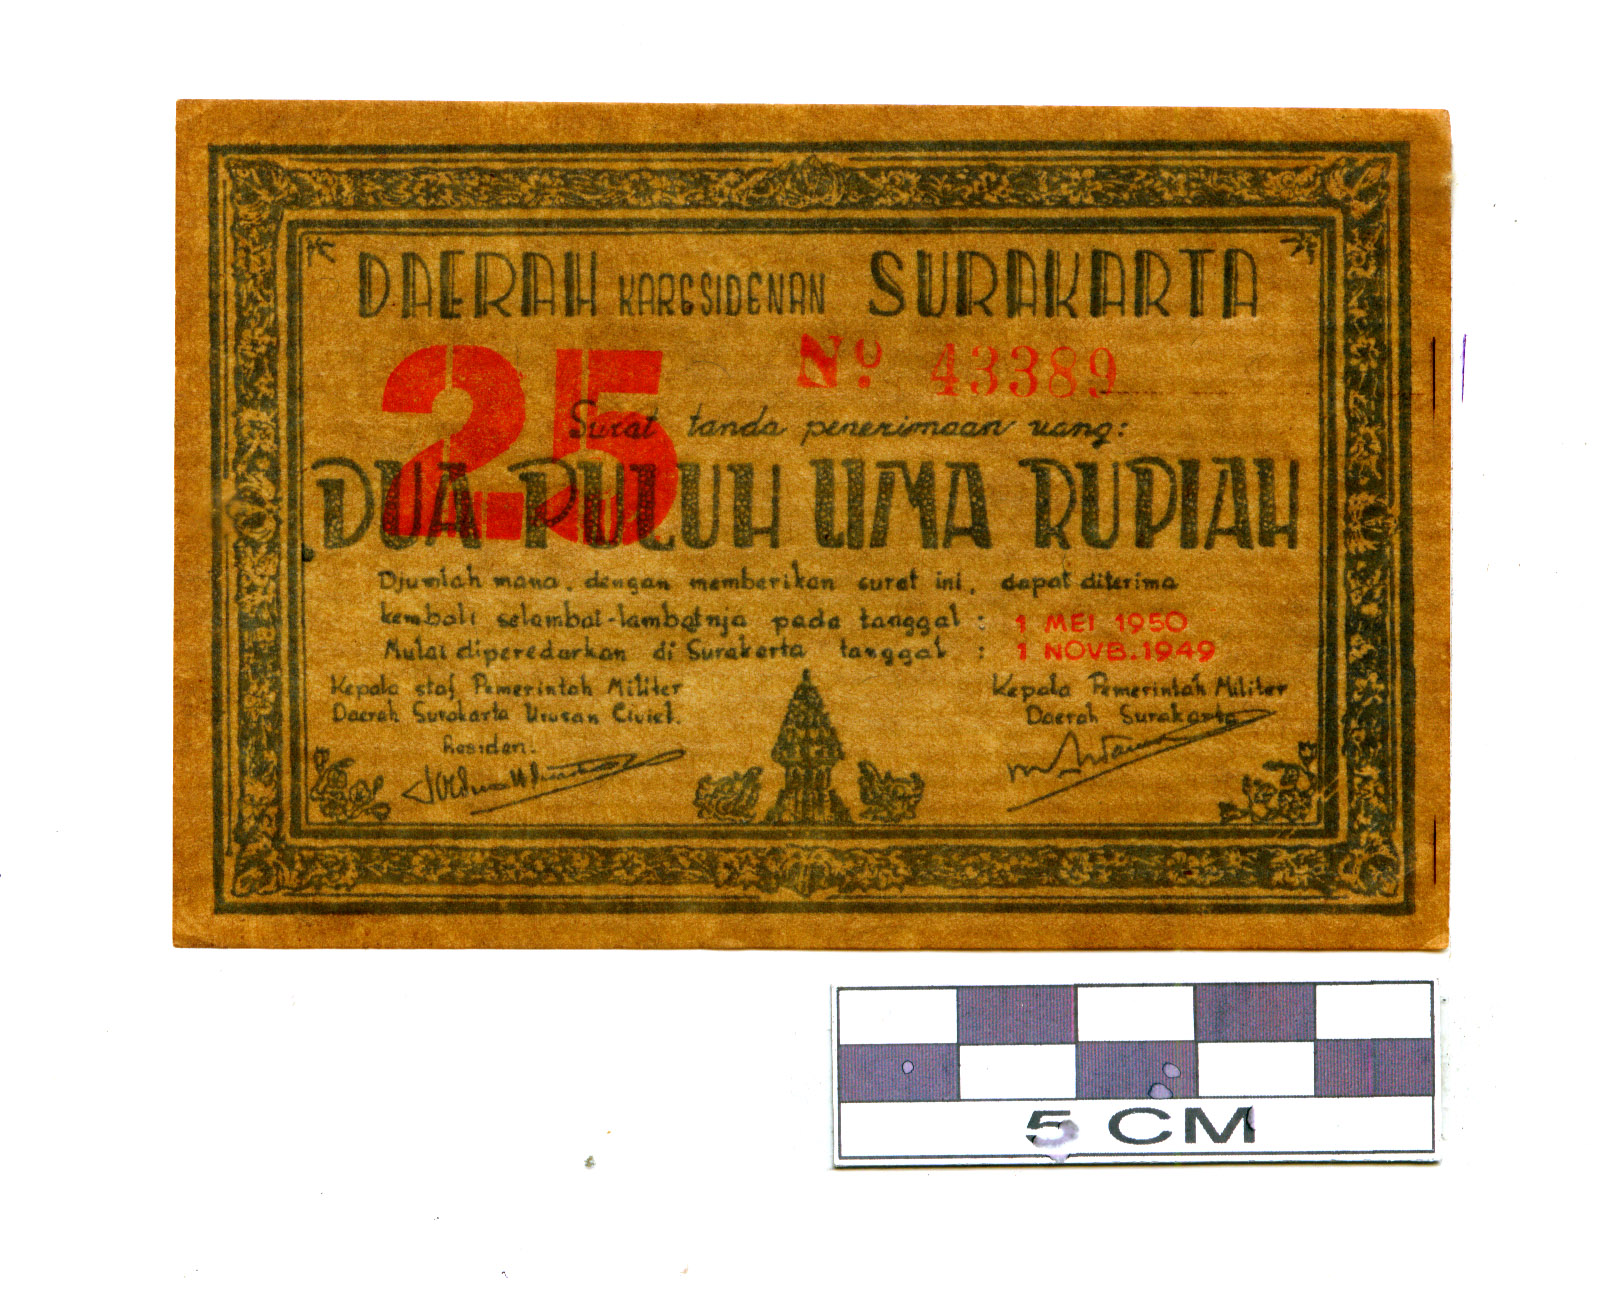 DAERAH KARESIDENAN SURAKARTA
25
No. 43389
Surat tanda penerimaan uang:
DUA PULUH LIMA RUPIAH
Djumlah mana, dengan memberikan surat ini, dapat diterima
kembali selambat-lambatnja pada tanggal : 1 MEI 1950
Mulai diperedarkan di Surakarta tanggal : 1 NOVB. 1949
Kepala staf Pemerintah Militer
Daerah Surakarta Urusan Civiel.
Residen.
Kepala Pemerintah Militer
Daerah Surakarta
5 CM